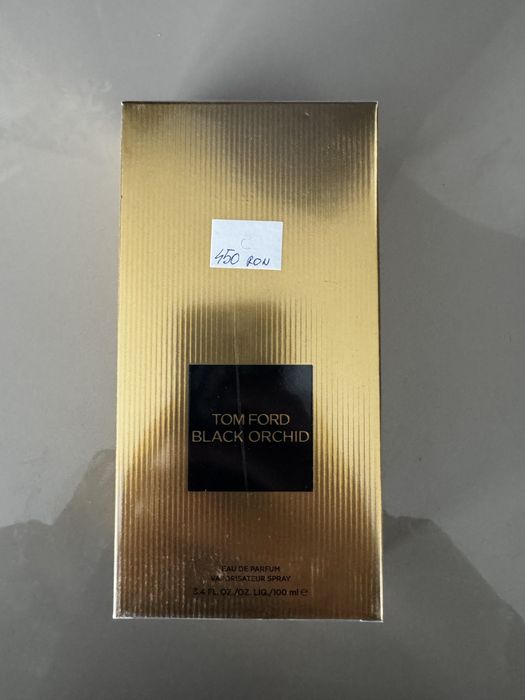 C
450 RON
TOM FORD
BLACK ORCHID
EAU DE PARFUM
VAPORISATEUR SPRAY
3.4 FL. OZ./OZ. LIQ./100 ml ℮